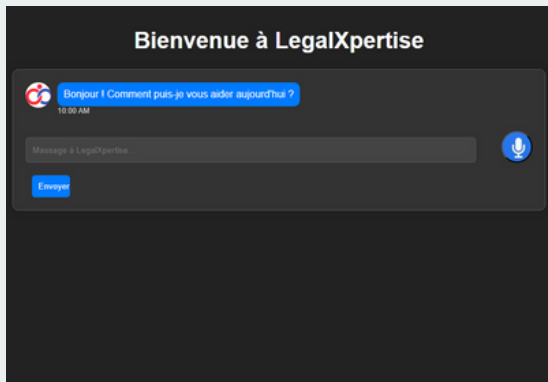 Bienvenue à LegalXpertise
Bonjour ! Comment puis-je vous aider aujourd'hui ?
10:00 AM
Message à LegalXpertise...
Envoyer